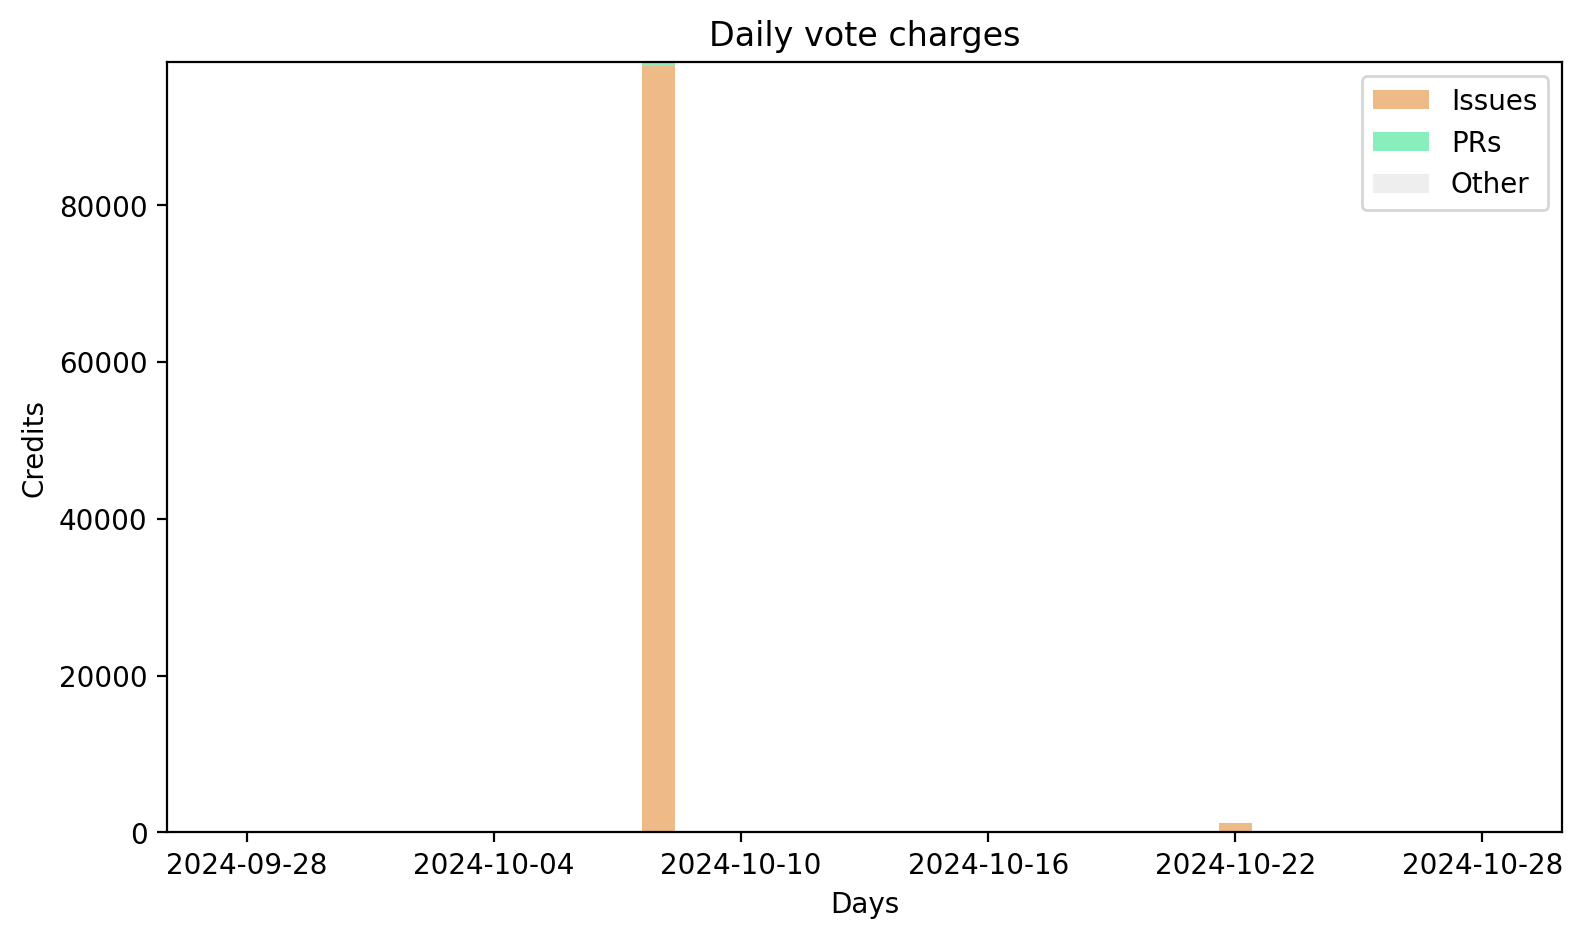 Daily vote charges
Issues
PRs
Other
80000
60000
40000
20000
0
Credits
2024-09-28
2024-10-04
2024-10-10
2024-10-16
2024-10-22
2024-10-28
Days